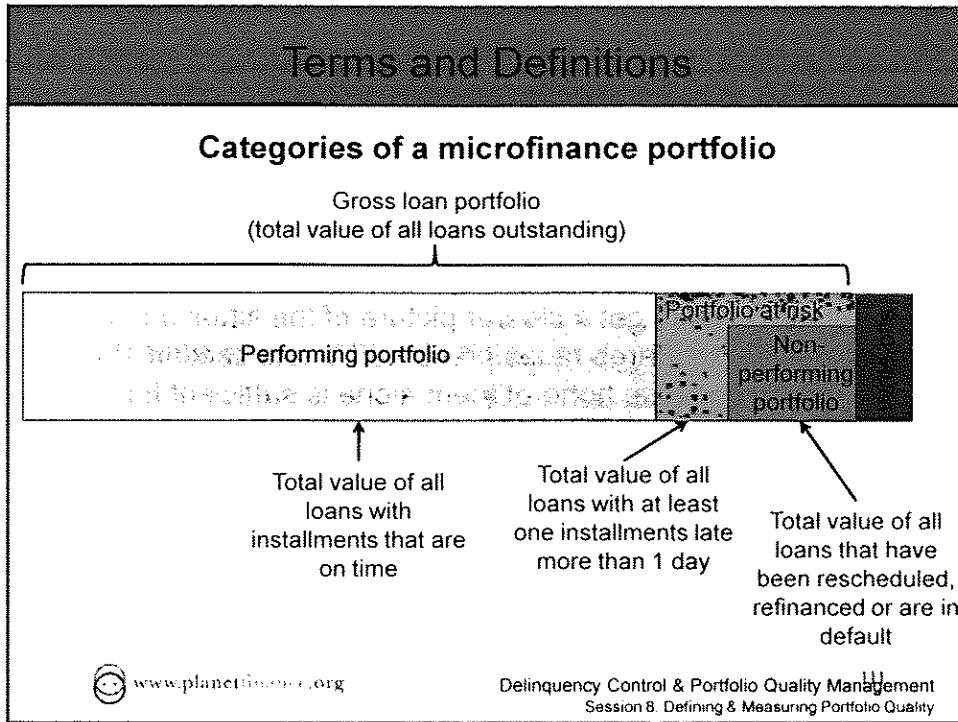 Terms and Definitions
Categories of a microfinance portfolio
Gross loan portfolio
(total value of all loans outstanding)
Performing portfolio
Portfolio at risk
Non-
performing
portfolio
Total value of all
loans with
installments that are
on time
Total value of all
loans with at least
one installments late
more than 1 day
Total value of all
loans that have
been rescheduled,
refinanced or are in
default
www.planetfinance.org
Delinquency Control & Portfolio Quality Management
Session 8. Defining & Measuring Portfolio Quality